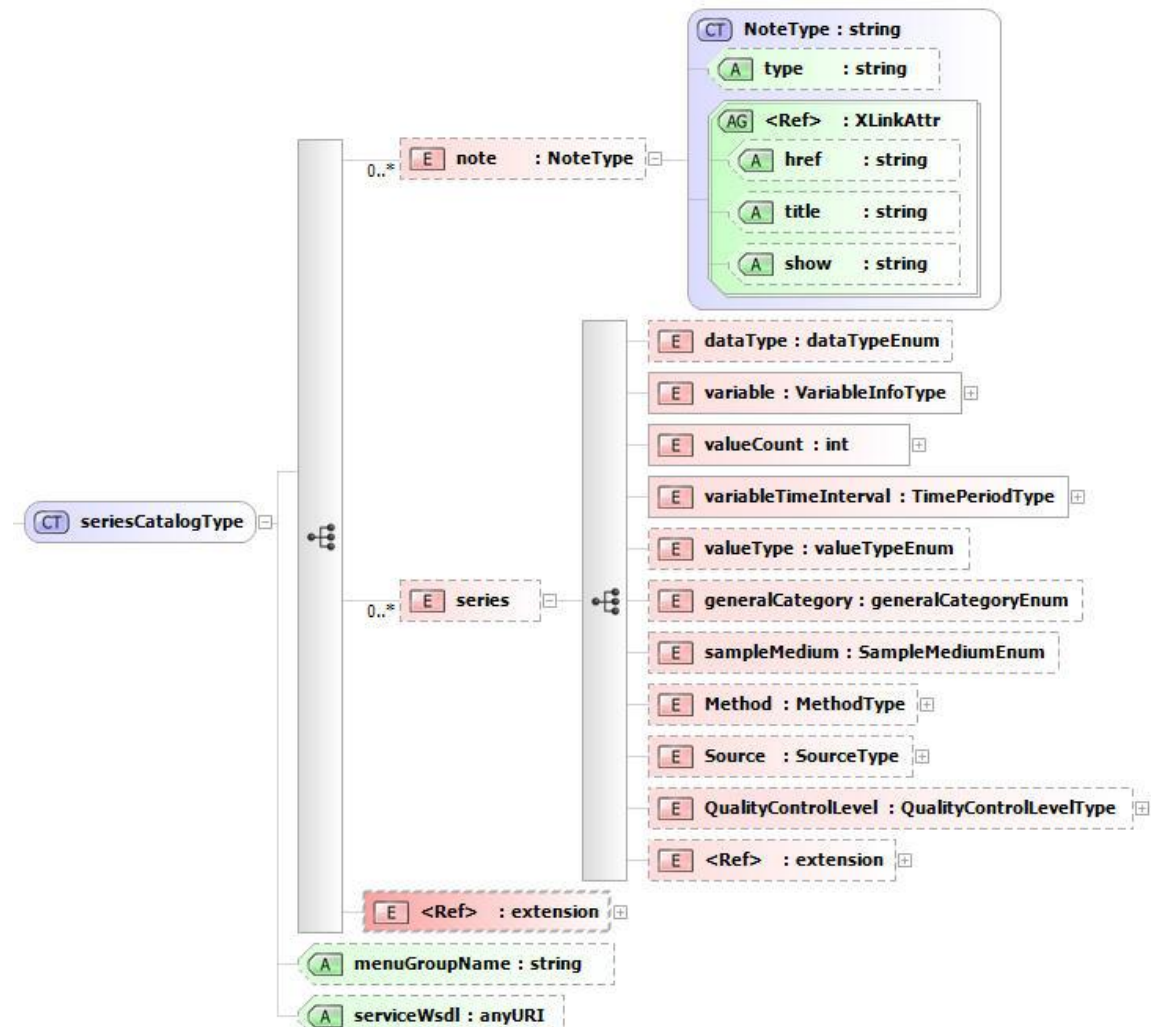 CT NoteType : string
A type : string
AG <Ref> : XLinkAttr
E note : NoteType
0..*
A href : string
A title : string
A show : string
E dataType : dataTypeEnum
E variable : VariableInfoType
E valueCount : int
E variableTimeInterval : TimePeriodType
CT seriesCatalogType
E valueType : valueTypeEnum
E series
0..*
E generalCategory : generalCategoryEnum
E sampleMedium : SampleMediumEnum
E Method : MethodType
E Source : SourceType
E QualityControlLevel : QualityControlLevelType
E <Ref> : extension
E <Ref> : extension
A menuGroupName : string
A serviceWsdl : anyURI